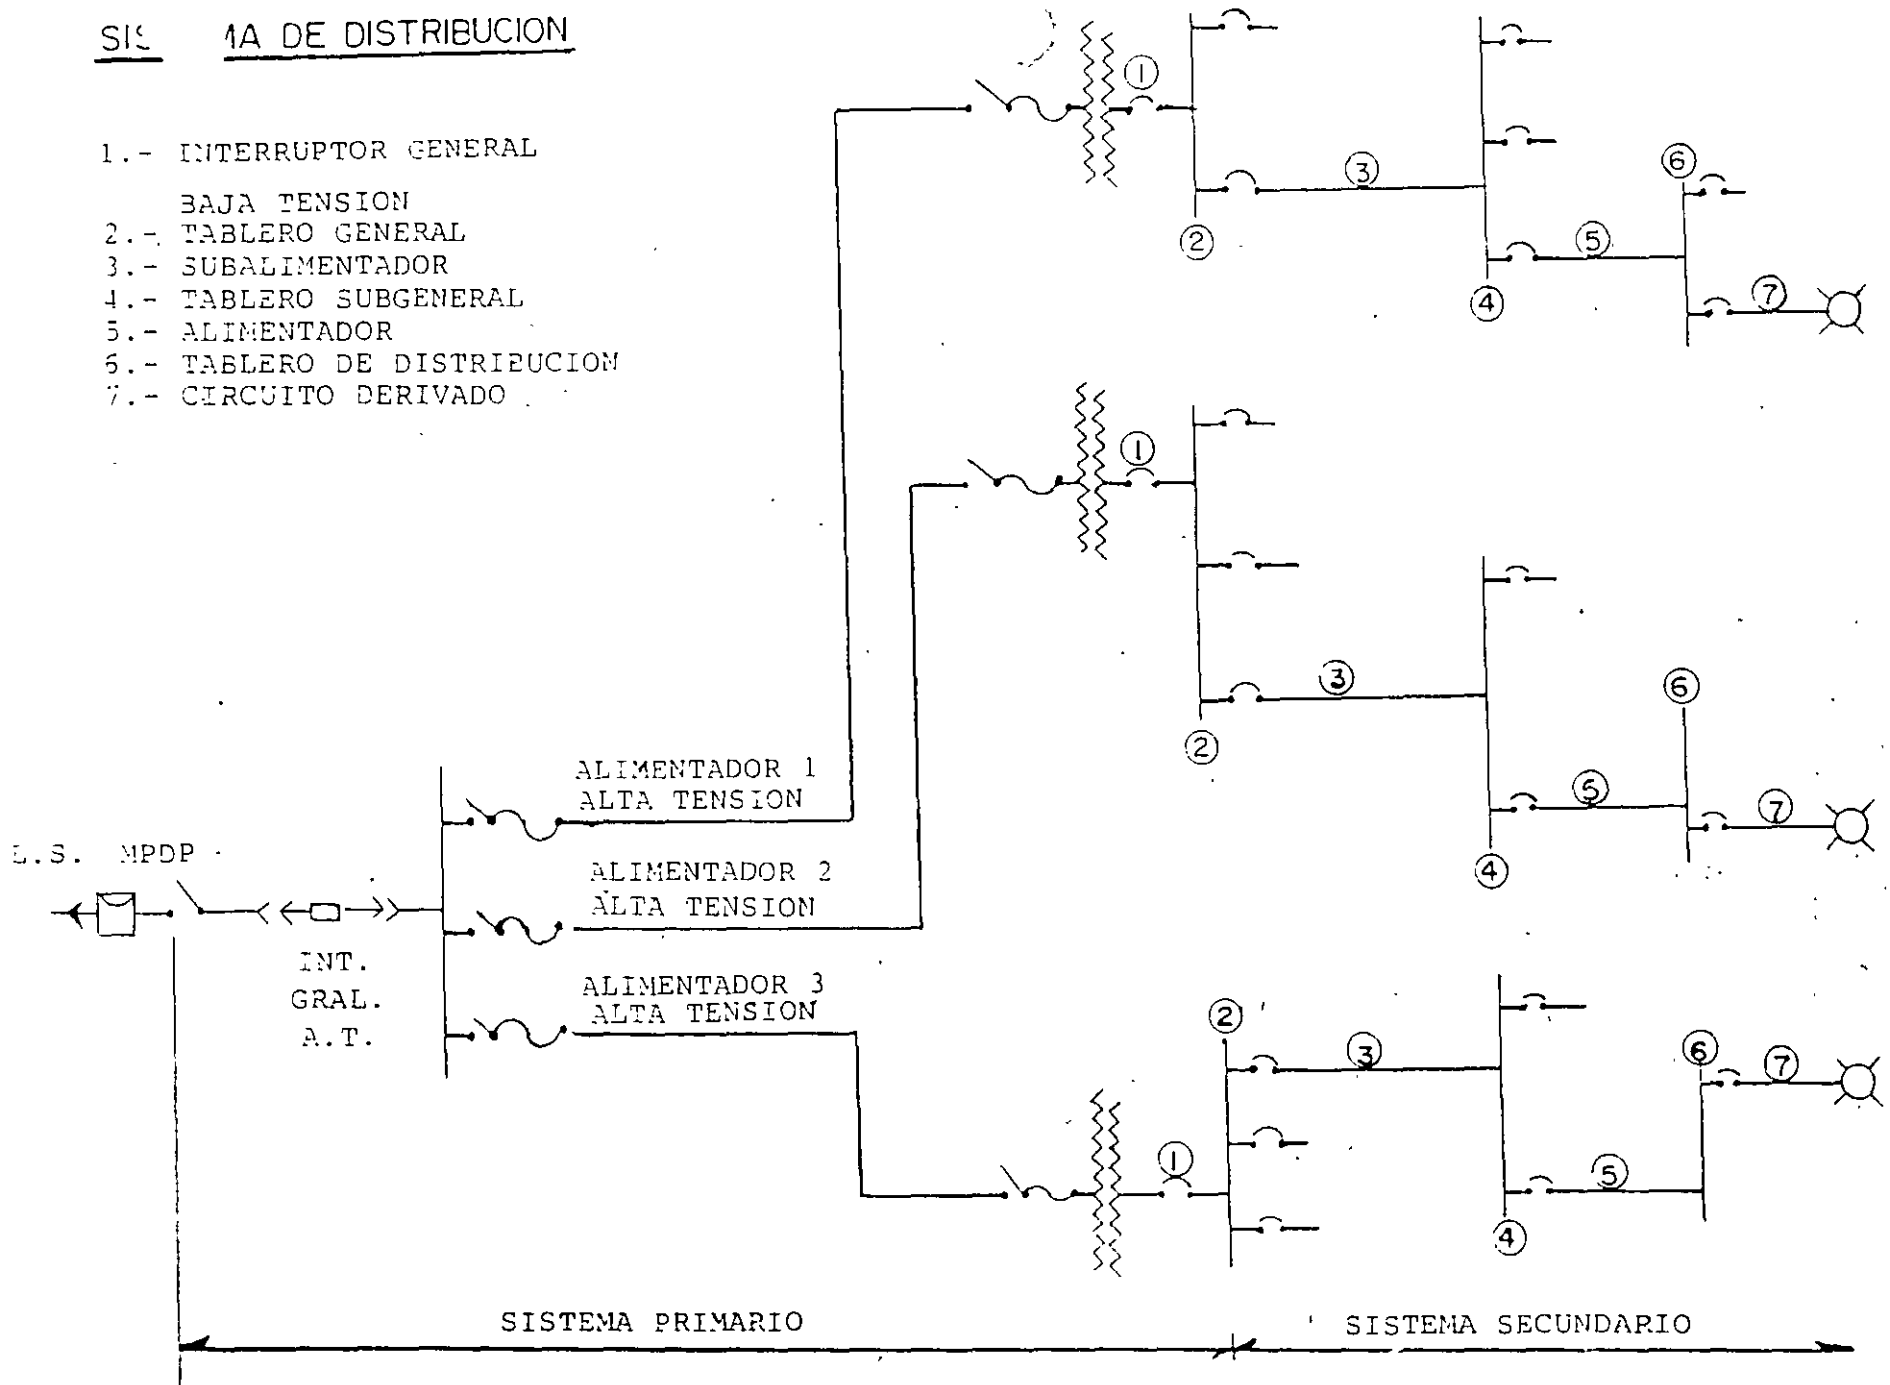 DE DISTRIBUCION
1.- INTERRUPTOR GENERAL
BAJA TENSION
2.- TABLERO GENERAL
3.- SUBALIMENTADOR
4.- TABLERO SUBGENERAL
5.- ALIMENTADOR
6.- TABLERO DE DISTRIBUCION
7.- CIRCUITO DERIVADO
1
3
6
2
5
4
7
1
3
6
2
5
7
4
ALIMENTADOR 1
ALTA TENSION
MPDP
ALIMENTADOR 2
ALTA TENSION
INT.
GRAL.
A.T.
ALIMENTADOR 3
ALTA TENSION
2
3
6
7
1
5
4
SISTEMA PRIMARIO
SISTEMA SECUNDARIO